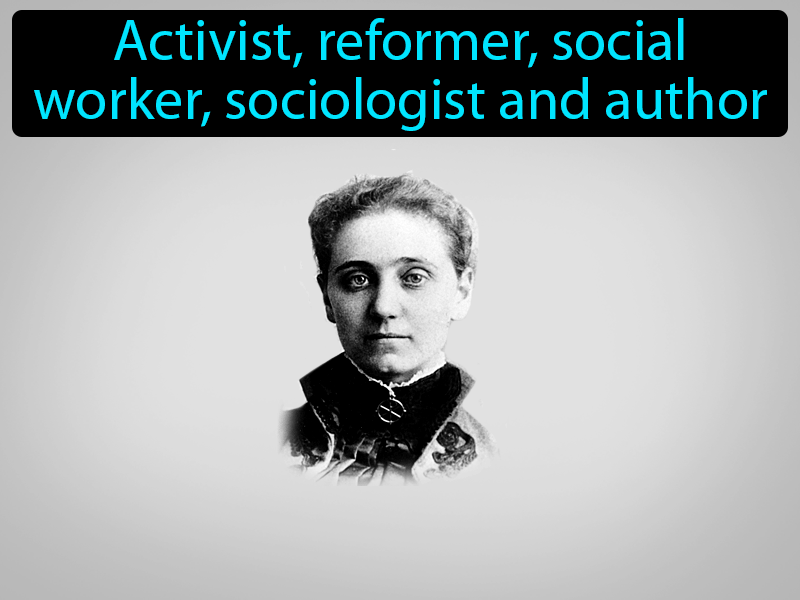 Activist, reformer, social
worker, sociologist and author